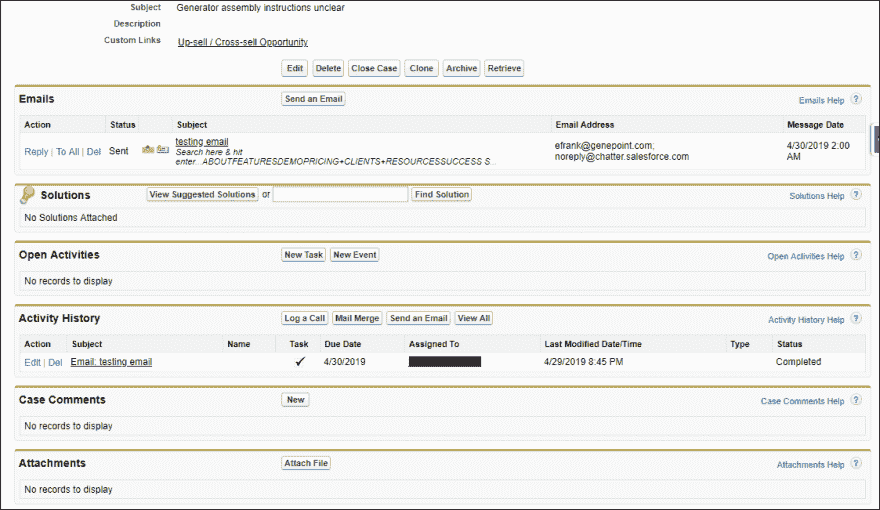 Subject Generator assembly instructions unclear
Description
Custom Links Up-sell / Cross-sell Opportunity
Edit Delete Close Case Clone Archive Retrieve
Emails Send an Email Emails Help ?
Action Status Subject Email Address Message Date
Reply | To All | Del Sent testing email efrank@genepoint.com; 4/30/2019 2:00
Search here & hit noreply@chatter.salesforce.com AM
enter...ABOUTFEATURESDEMOPRICING+CLIENTS+RESOURCESSUCCESS S...
Solutions View Suggested Solutions or Find Solution Solutions Help ?
No Solutions Attached
Open Activities New Task New Event Open Activities Help ?
No records to display
Activity History Log a Call Mail Merge Send an Email View All Activity History Help ?
Action Subject Name Task Due Date Assigned To Last Modified Date/Time Type Status
Edit | Del Email: testing email 4/30/2019 4/29/2019 8:45 PM Completed
Case Comments New Case Comments Help ?
No records to display
Attachments Attach File Attachments Help ?
No records to display